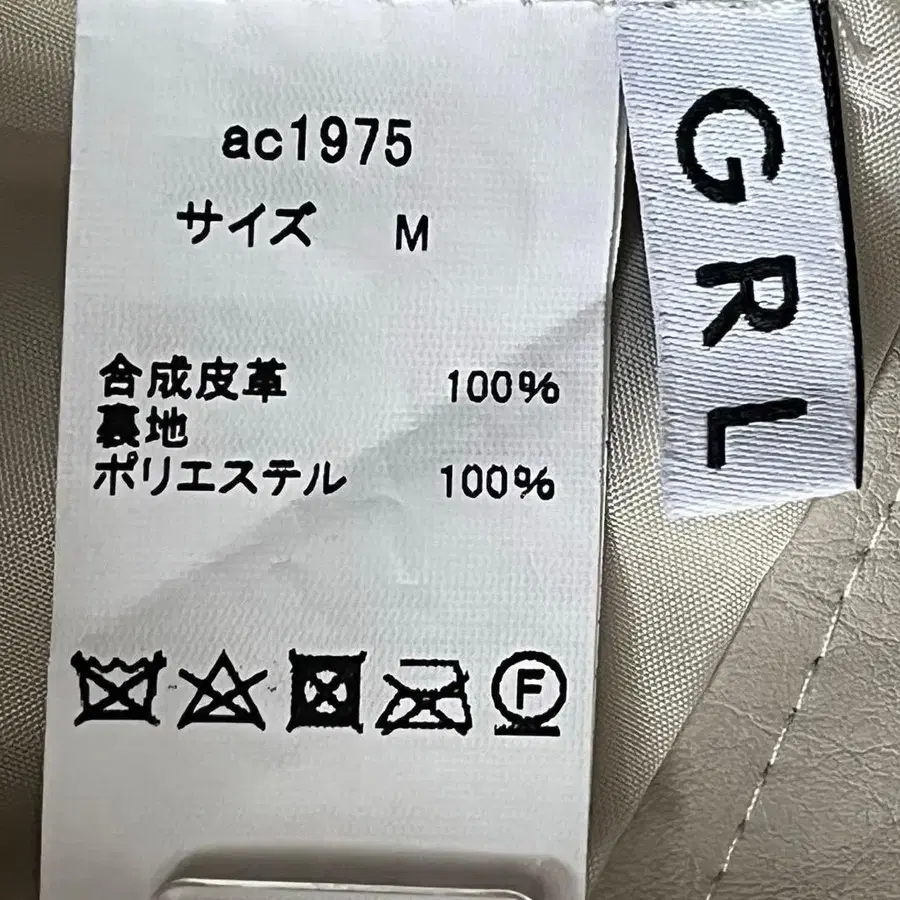 ac1975
サイズ M
合成皮革 100%
裏地
ポリエステル 100%
F
GRL